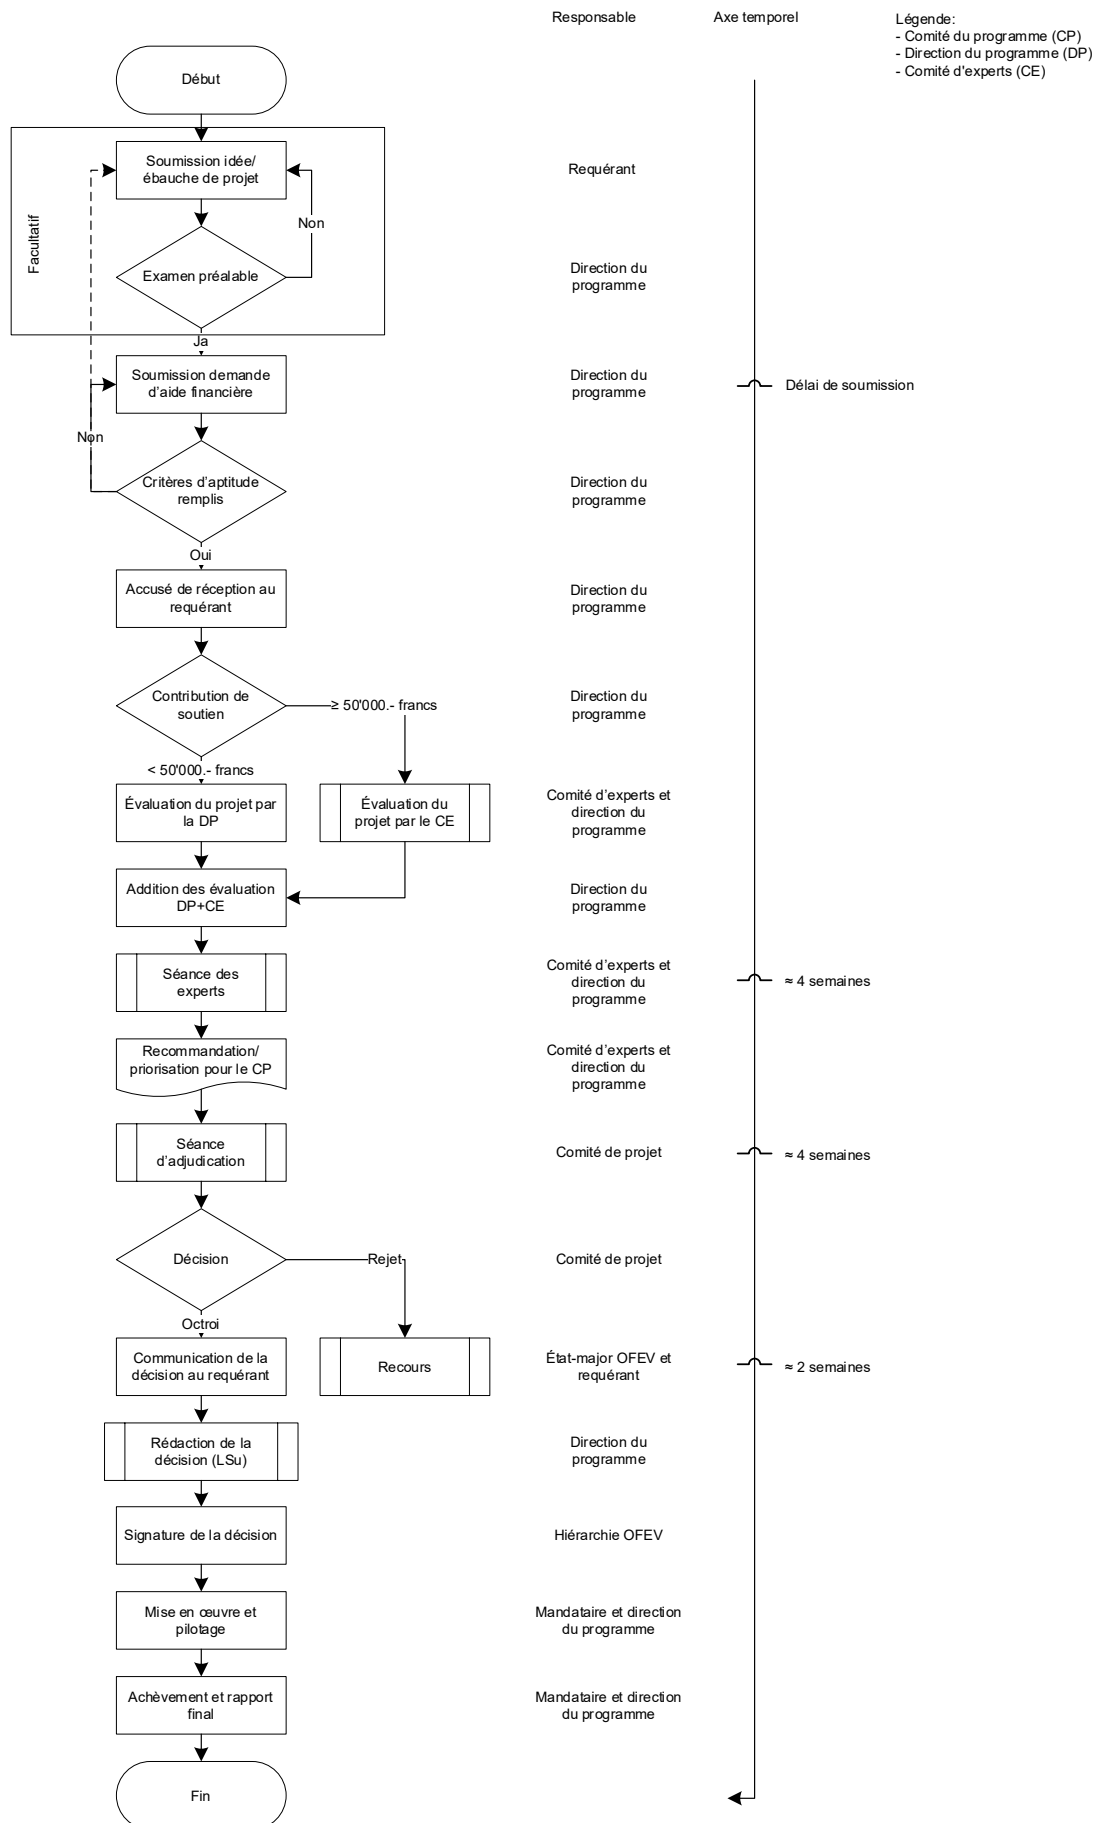 Responsable
Axe temporel
Légende:
- Comité du programme (CP)
- Direction du programme (DP)
- Comité d'experts (CE)
Début
Facultatif
Soumission idée/
ébauche de projet
Requérant
Non
Examen préalable
Direction du
programme
Ja
Soumission demande
d'aide financière
Direction du
programme
Délai de soumission
Non
Critères d'aptitude
remplis
Direction du
programme
Oui
Accusé de réception au
requérant
Direction du
programme
Contribution de
soutien
≥ 50'000.- francs
Direction du
programme
< 50'000.- francs
Évaluation du projet par
la DP
Évaluation du
projet par le CE
Comité d'experts et
direction du
programme
Addition des évaluation
DP+CE
Direction du
programme
Séance des
experts
Comité d'experts et
direction du
programme
≈ 4 semaines
Recommandation/
priorisation pour le CP
Comité d'experts et
direction du
programme
Séance
d'adjudication
Comité de projet
≈ 4 semaines
Décision
Rejet
Comité de projet
Octroi
Communication de la
décision au requérant
Recours
État-major OFEV et
requérant
≈ 2 semaines
Rédaction de la
décision (LSu)
Direction du
programme
Signature de la décision
Hiérarchie OFEV
Mise en œuvre et
pilotage
Mandataire et direction
du programme
Achèvement et rapport
final
Mandataire et direction
du programme
Fin